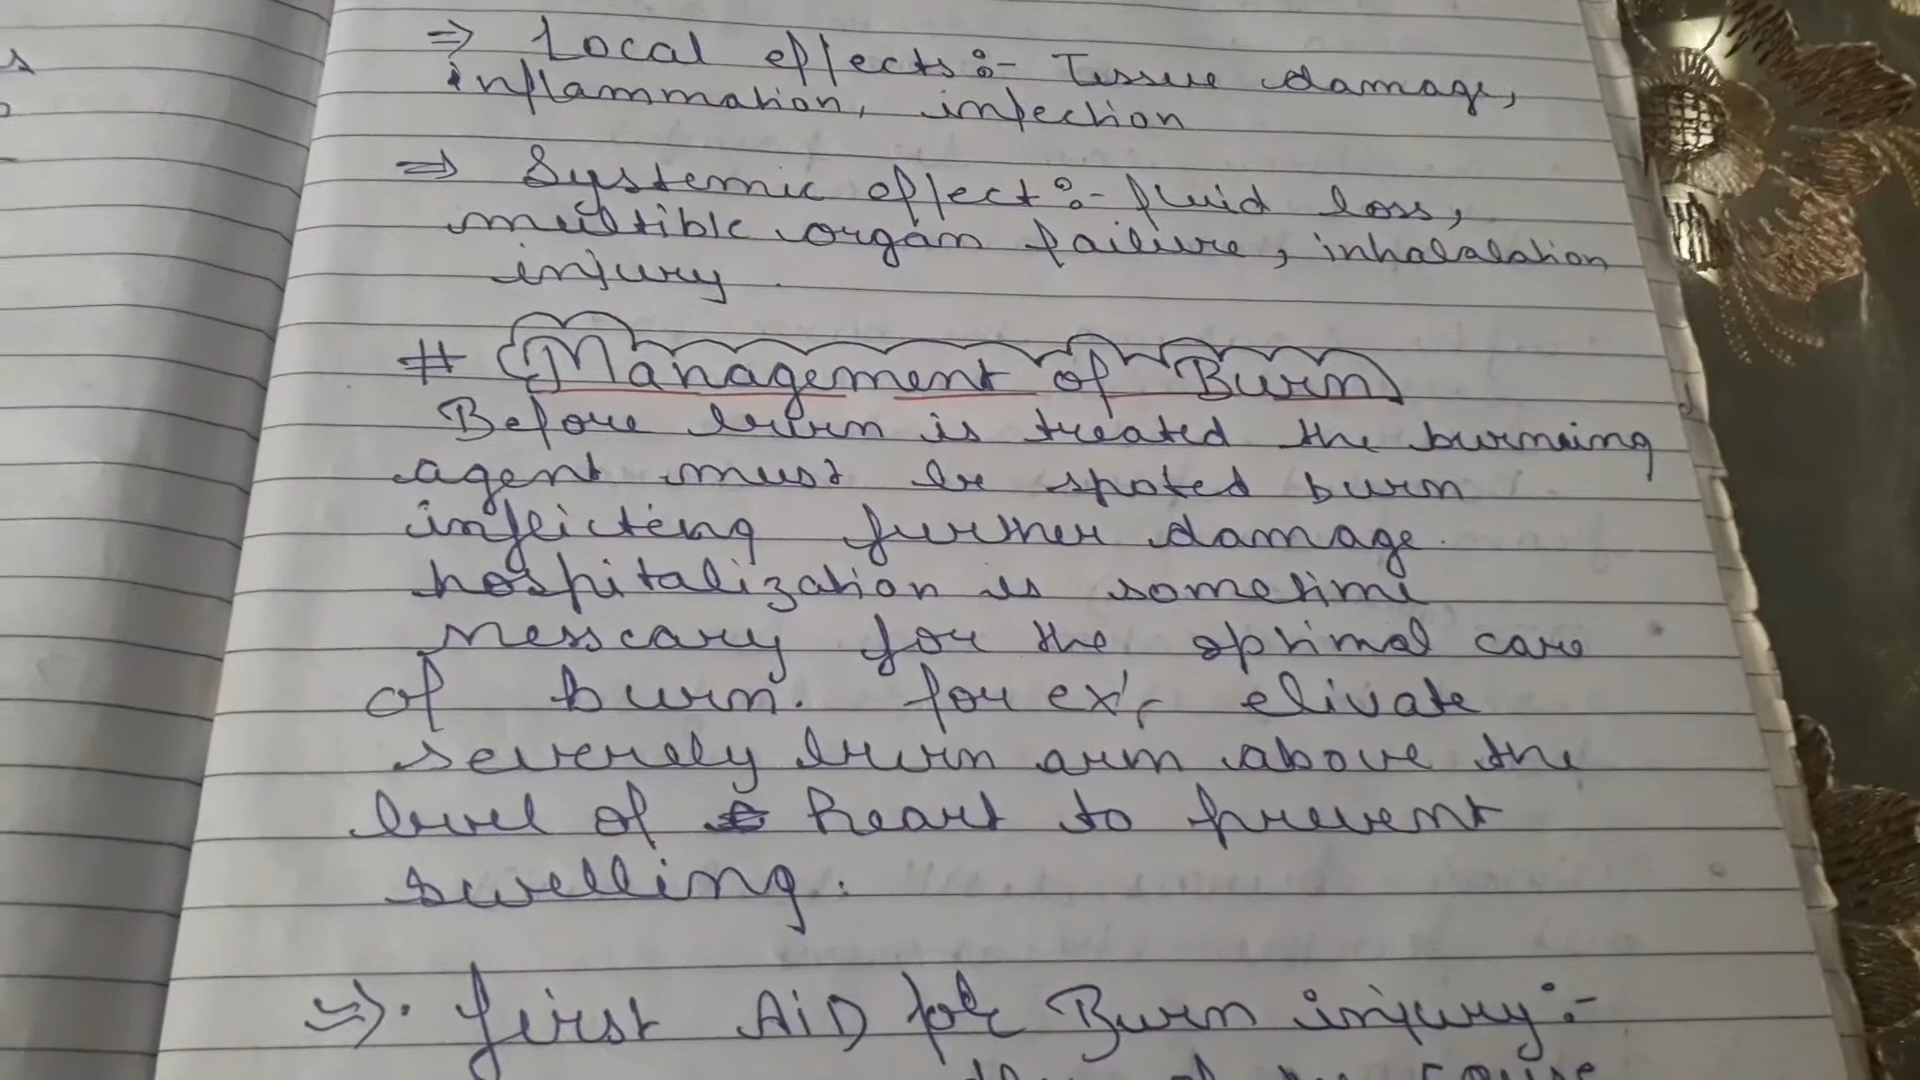 ⇒ Local effects:- Tissue damage,
inflammation, infection
⇒ Systemic effect:- fluid loss,
multible organ failure, inhalalation
injury
# Management of Burn
Before burn is treated the burneing
agent must be spoted burn
infeicteng further damage.
hospitalization is sometime
nesscary for the optimal care
of burn. for ex:- elivate
severely burn arm above the
level of heart to prevent
swelling.
⇒. first AiD for Burn injury:-